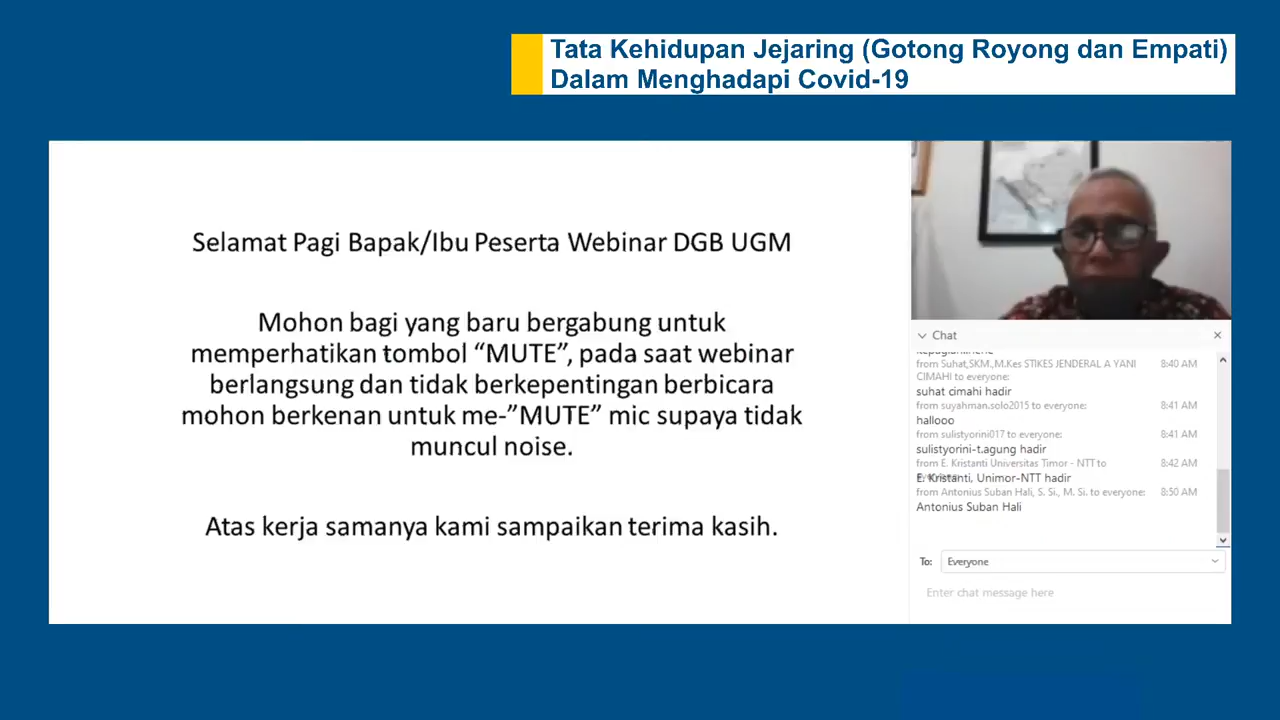 Tata Kehidupan Jejaring (Gotong Royong dan Empati)
Dalam Menghadapi Covid-19
Selamat Pagi Bapak/Ibu Peserta Webinar DGB UGM
Mohon bagi yang baru bergabung untuk
memperhatikan tombol “MUTE”, pada saat webinar
berlangsung dan tidak berkepentingan berbicara
mohon berkenan untuk me-”MUTE” mic supaya tidak
muncul noise.
Atas kerja samanya kami sampaikan terima kasih.
Chat
from Suhat,SKM.,M.Kes STIKES JENDERAL A YANI 8:40 AM
CIMAHI to everyone:
suhat cimahi hadir
from suyahman.solo2015 to everyone: 8:41 AM
hallooo
from sulistyorini017 to everyone: 8:41 AM
sulistyorini-t.agung hadir
from E. Kristanti Universitas Timor - NTT to 8:42 AM
E. Kristanti, Unimor-NTT hadir
from Antonius Suban Hali, S. Si., M. Si. to everyone: 8:50 AM
Antonius Suban Hali
To: Everyone
Enter chat message here